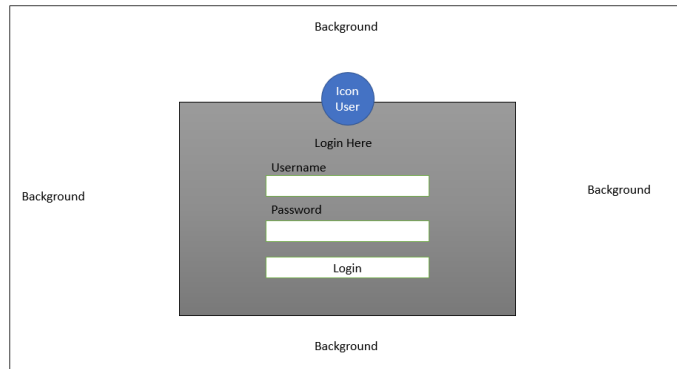 Background
Icon
User
Login Here
Username
Background
Background
Password
Login
Background